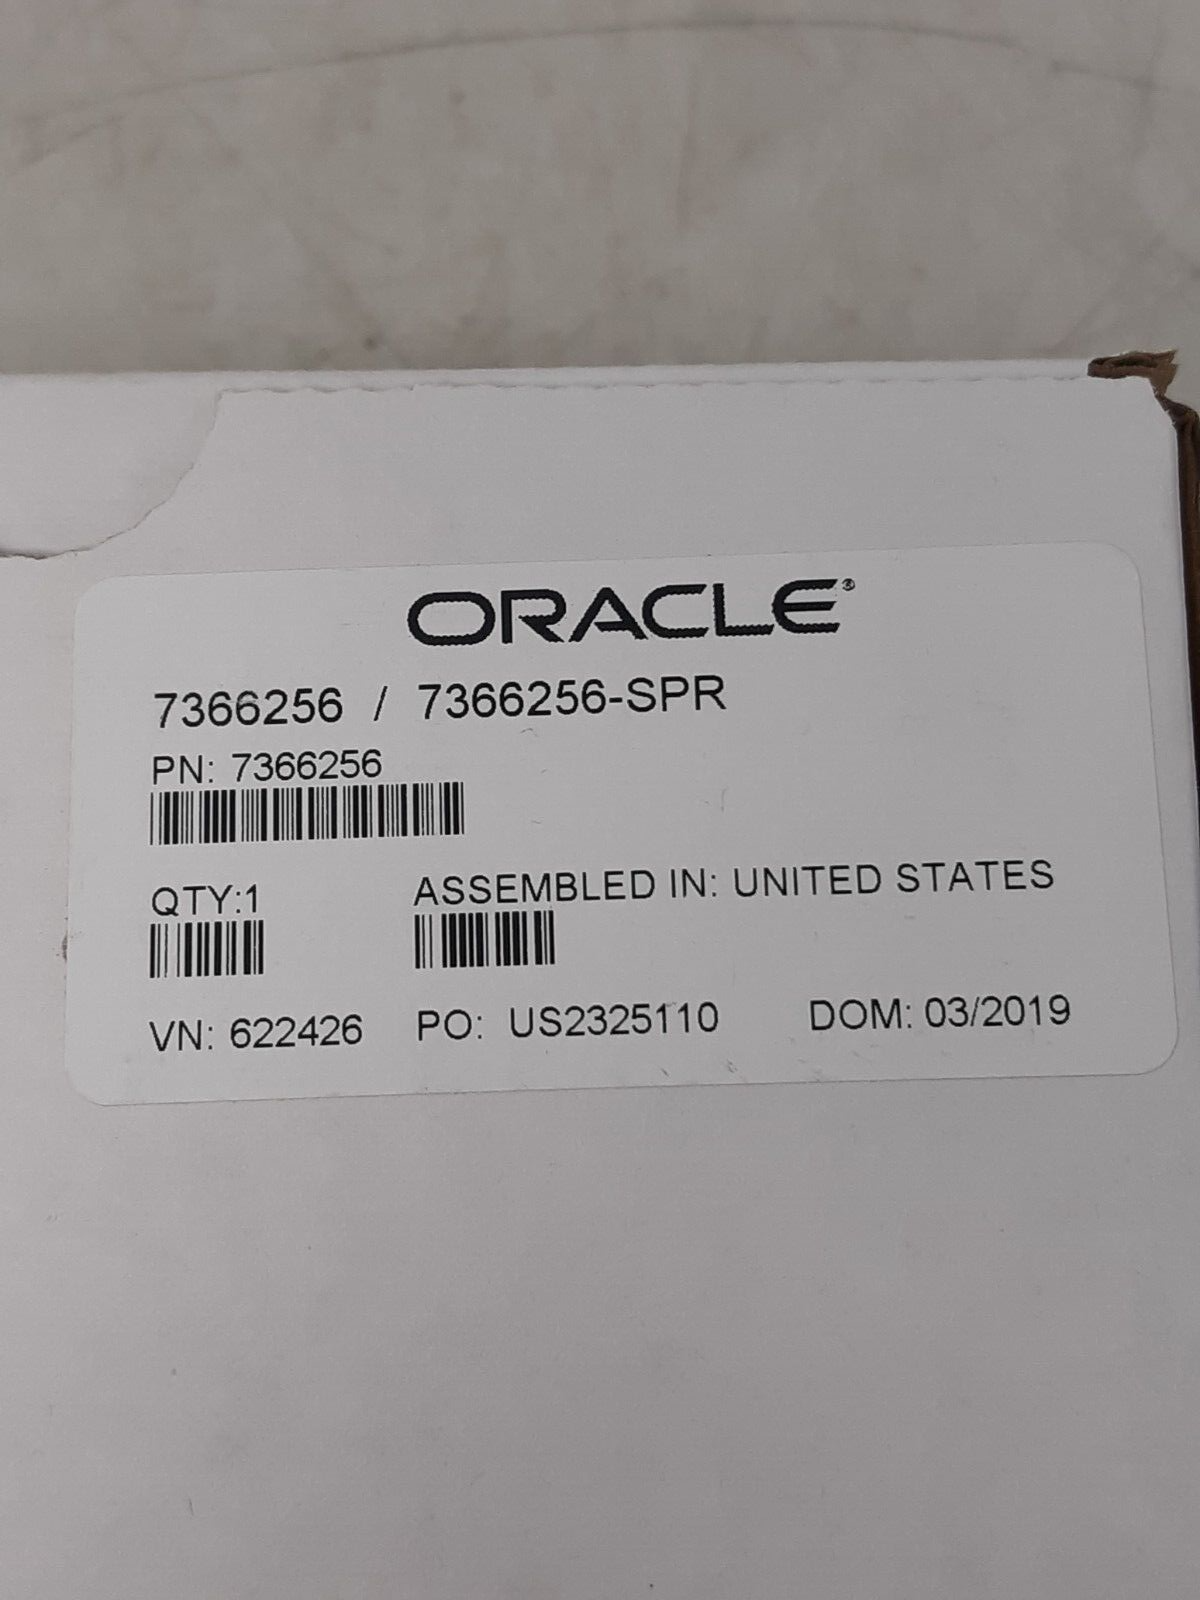 ORACLE®
7366256 / 7366256-SPR
PN: 7366256
QTY:1 ASSEMBLED IN: UNITED STATES
VN: 622426 PO: US2325110 DOM: 03/2019